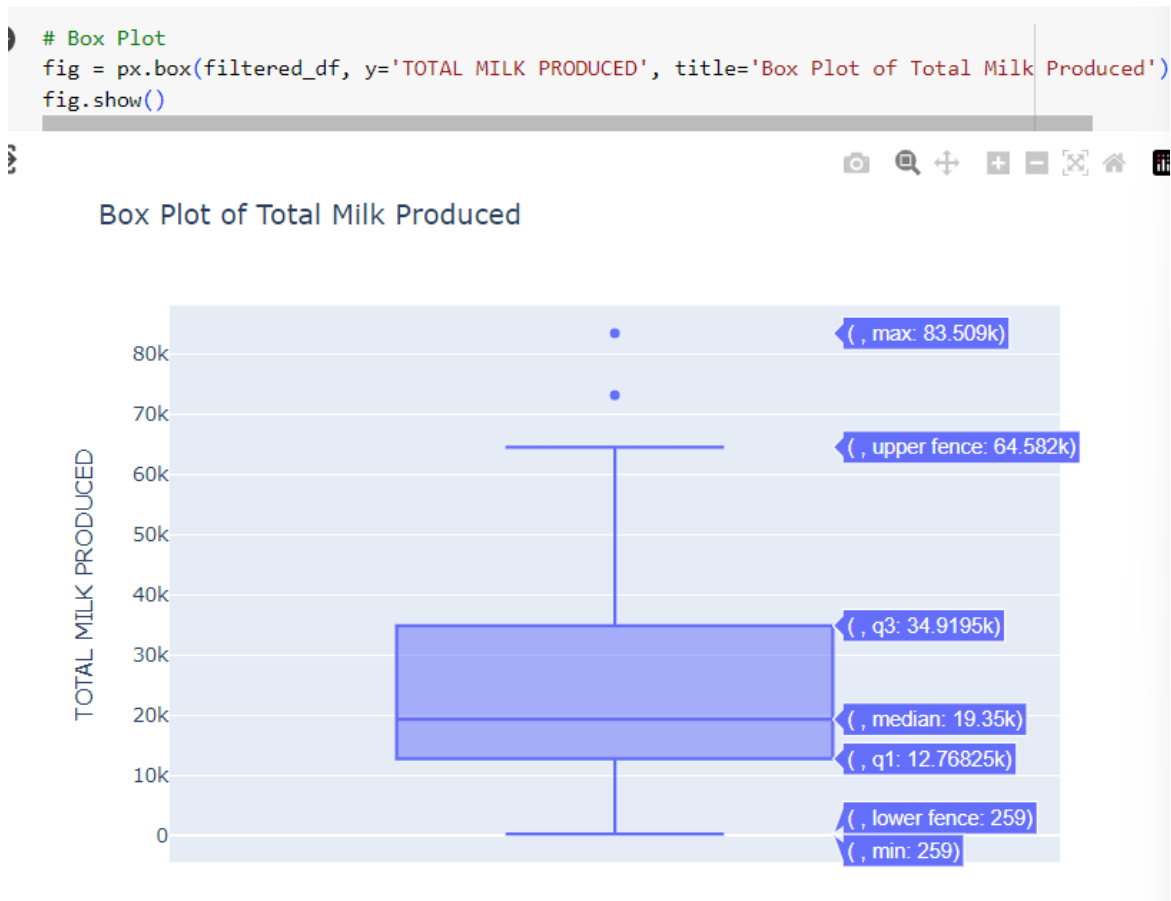 # Box Plot
fig = px.box(filtered_df, y='TOTAL MILK PRODUCED', title='Box Plot of Total Milk Produced')
fig.show()
Box Plot of Total Milk Produced
( , max: 83.509k)
80k
70k
( , upper fence: 64.582k)
60k
50k
40k
( , q3: 34.9195k)
30k
20k
( , median: 19.35k)
( , q1: 12.76825k)
10k
( , lower fence: 259)
0
( , min: 259)
TOTAL MILK PRODUCED